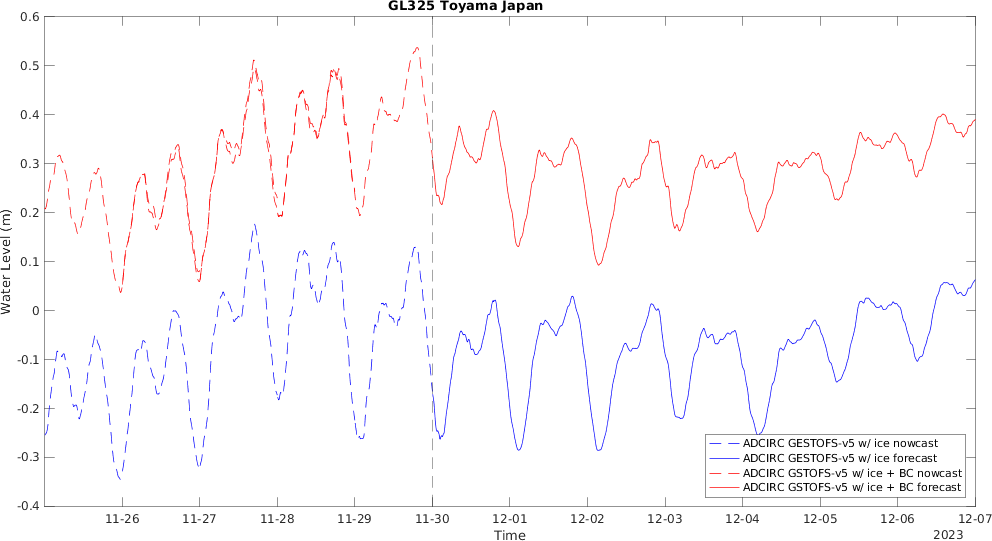 GL325 Toyama Japan
Water Level (m)
0.6
0.5
0.4
0.3
0.2
0.1
0
-0.1
-0.2
-0.3
-0.4
ADCIRC GESTOFS-v5 w/ ice nowcast
ADCIRC GESTOFS-v5 w/ ice forecast
ADCIRC GSTOFS-v5 w/ ice + BC nowcast
ADCIRC GSTOFS-v5 w/ ice + BC forecast
11-26 11-27 11-28 11-29 11-30 12-01 12-02 12-03 12-04 12-05 12-06 12-07
Time
2023